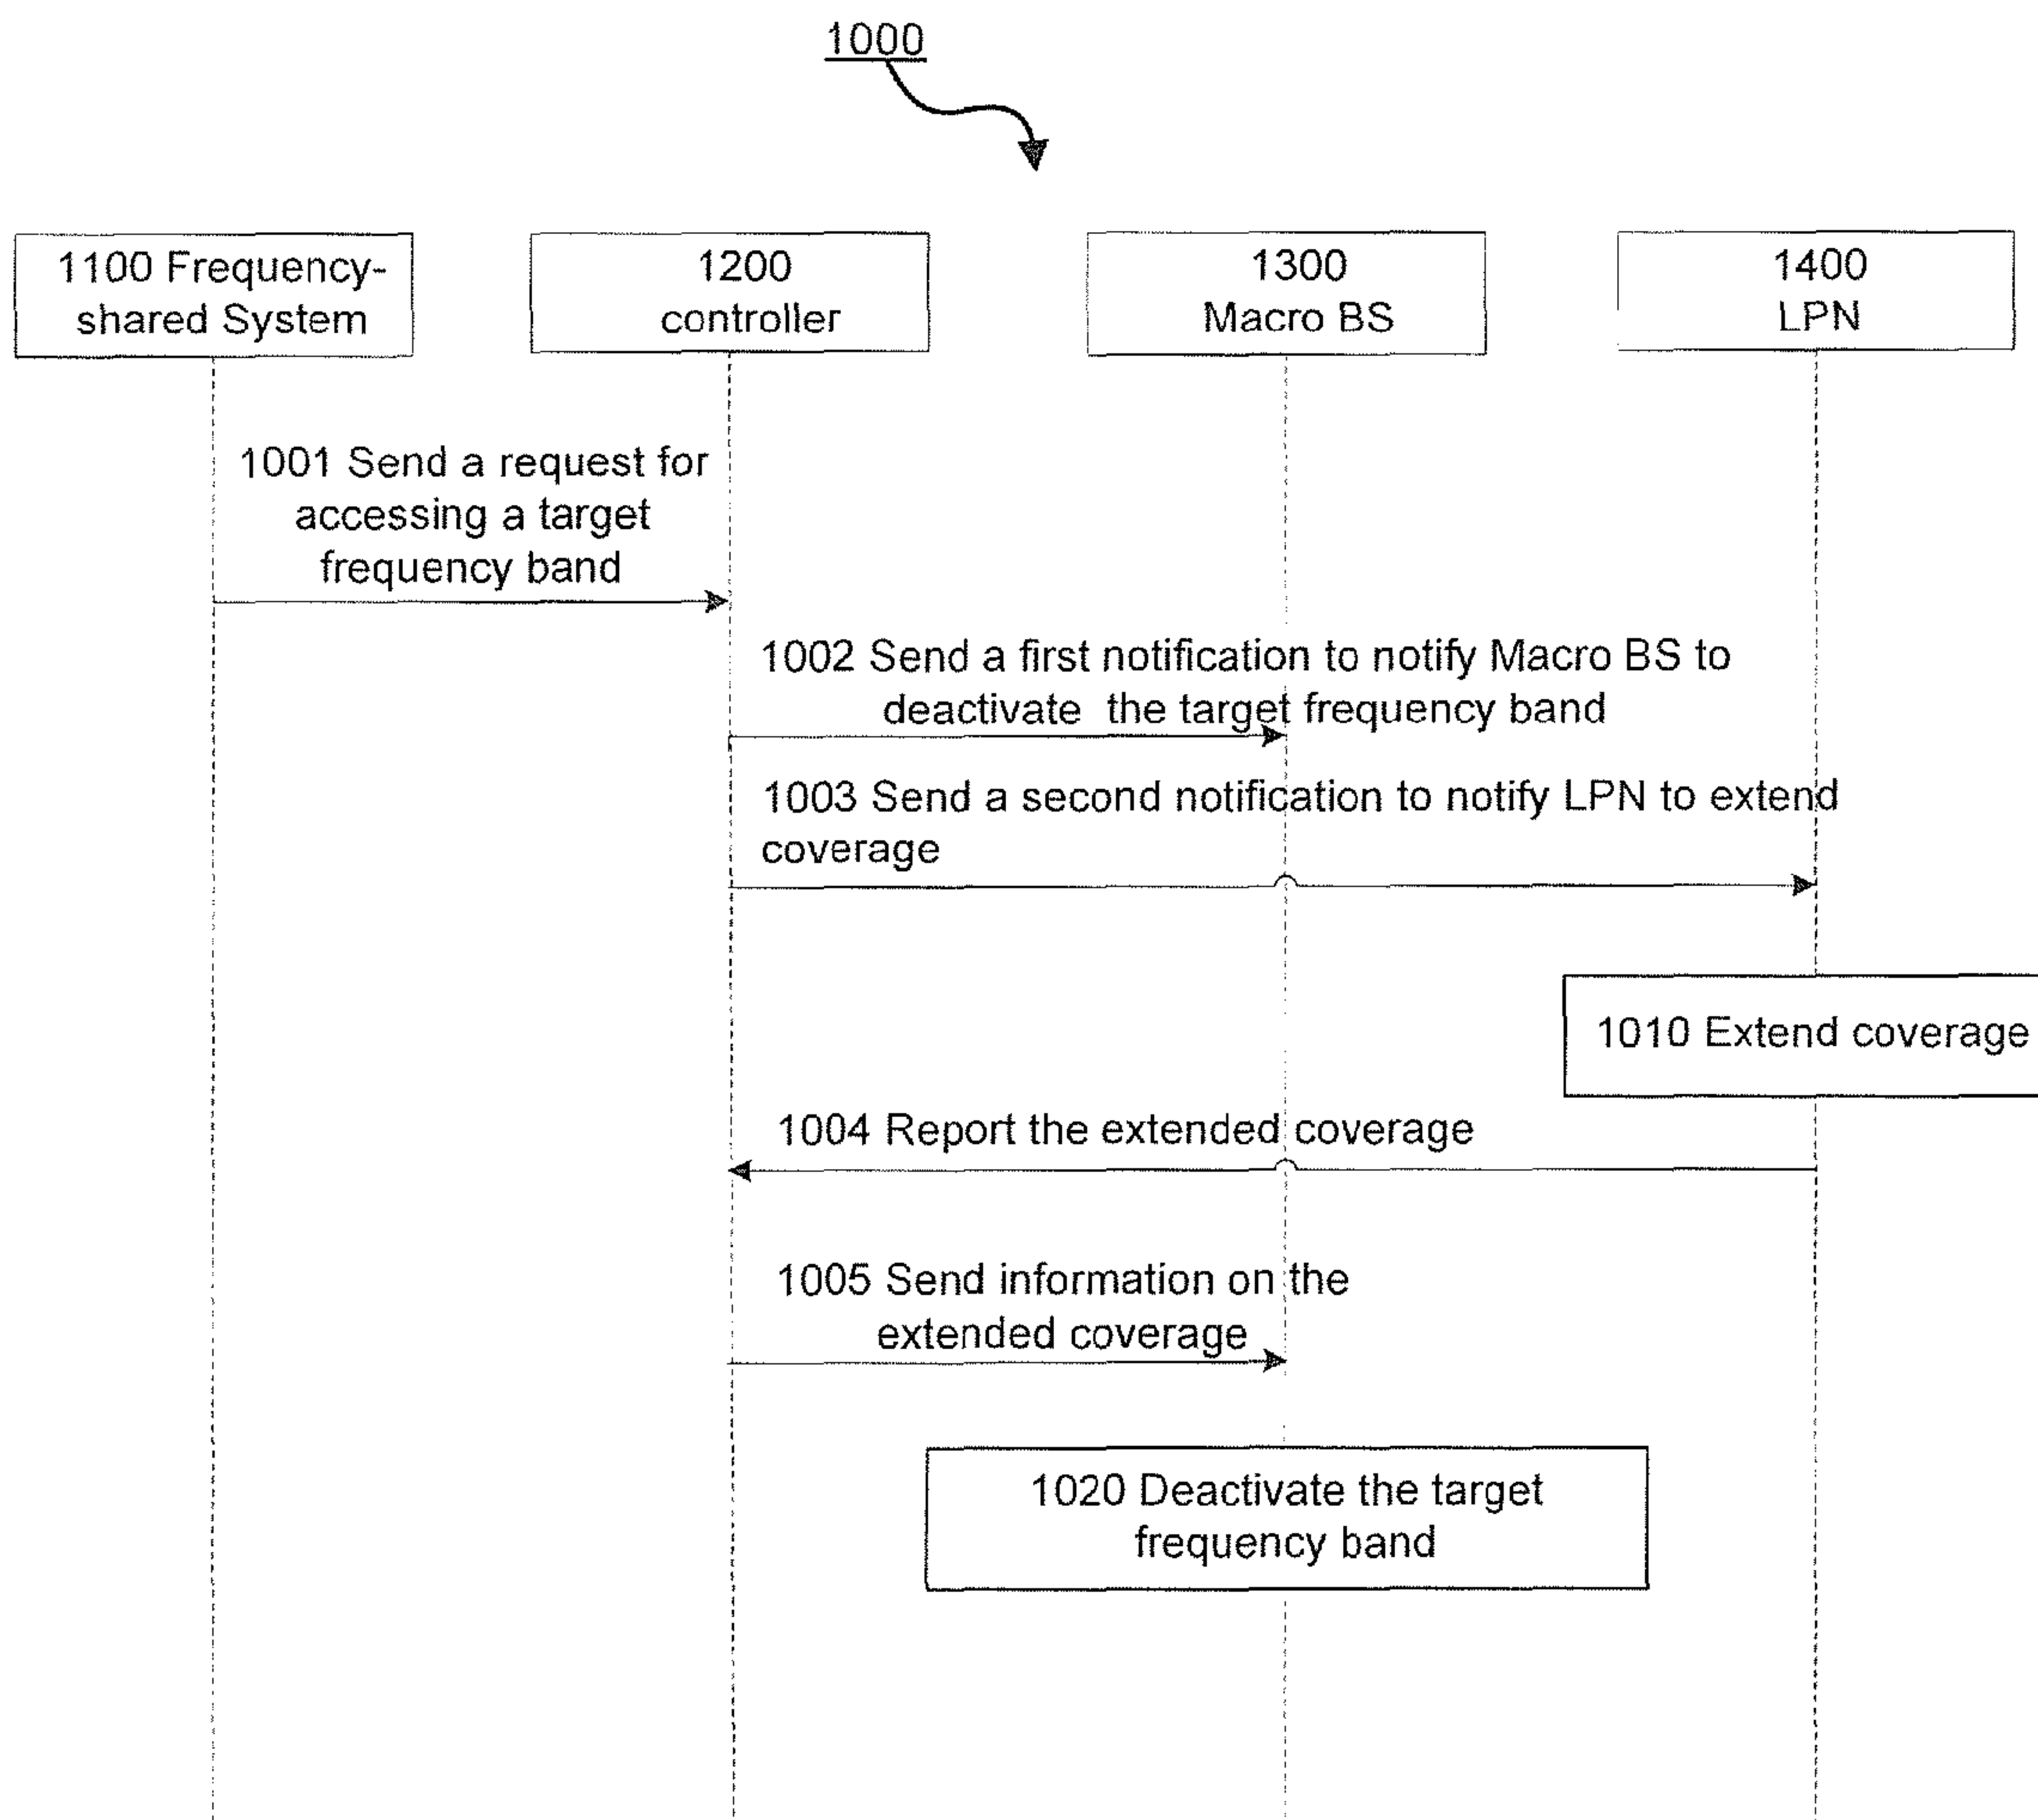 1000
1100 Frequency-
shared System
1200
controller
1300
Macro BS
1400
LPN
1001 Send a request for
accessing a target
frequency band
1002 Send a first notification to notify Macro BS to
deactivate the target frequency band
1003 Send a second notification to notify LPN to extend
coverage
1010 Extend coverage
1004 Report the extended coverage
1005 Send information on the
extended coverage
1020 Deactivate the target
frequency band